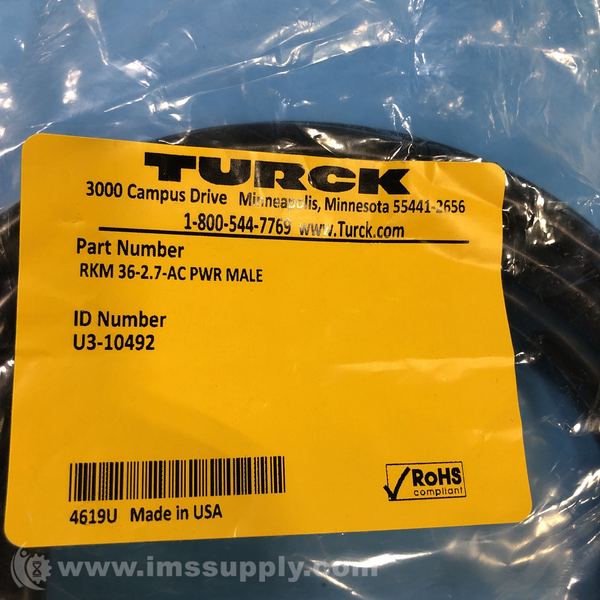 TURCK
3000 Campus Drive Minneapolis, Minnesota 55441-2656
1-800-544-7769 www.Turck.com
Part Number
RKM 36-2.7-AC PWR MALE
ID Number
U3-10492
RoHS
compliant
4619U Made in USA
www.imssupply.com